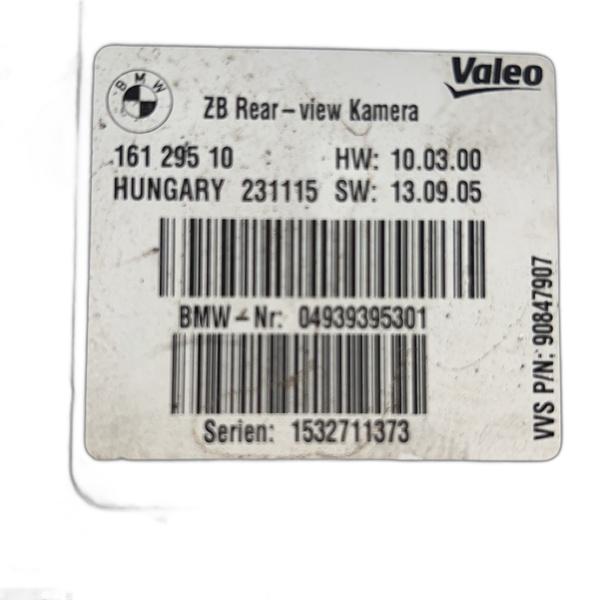 BMW
Valeo
ZB Rear-view Kamera
161 295 10 HW: 10.03.00
HUNGARY 231115 SW: 13.09.05
BMW-Nr: 04939395301
Serien: 1532711373
VVS P/N: 90847907